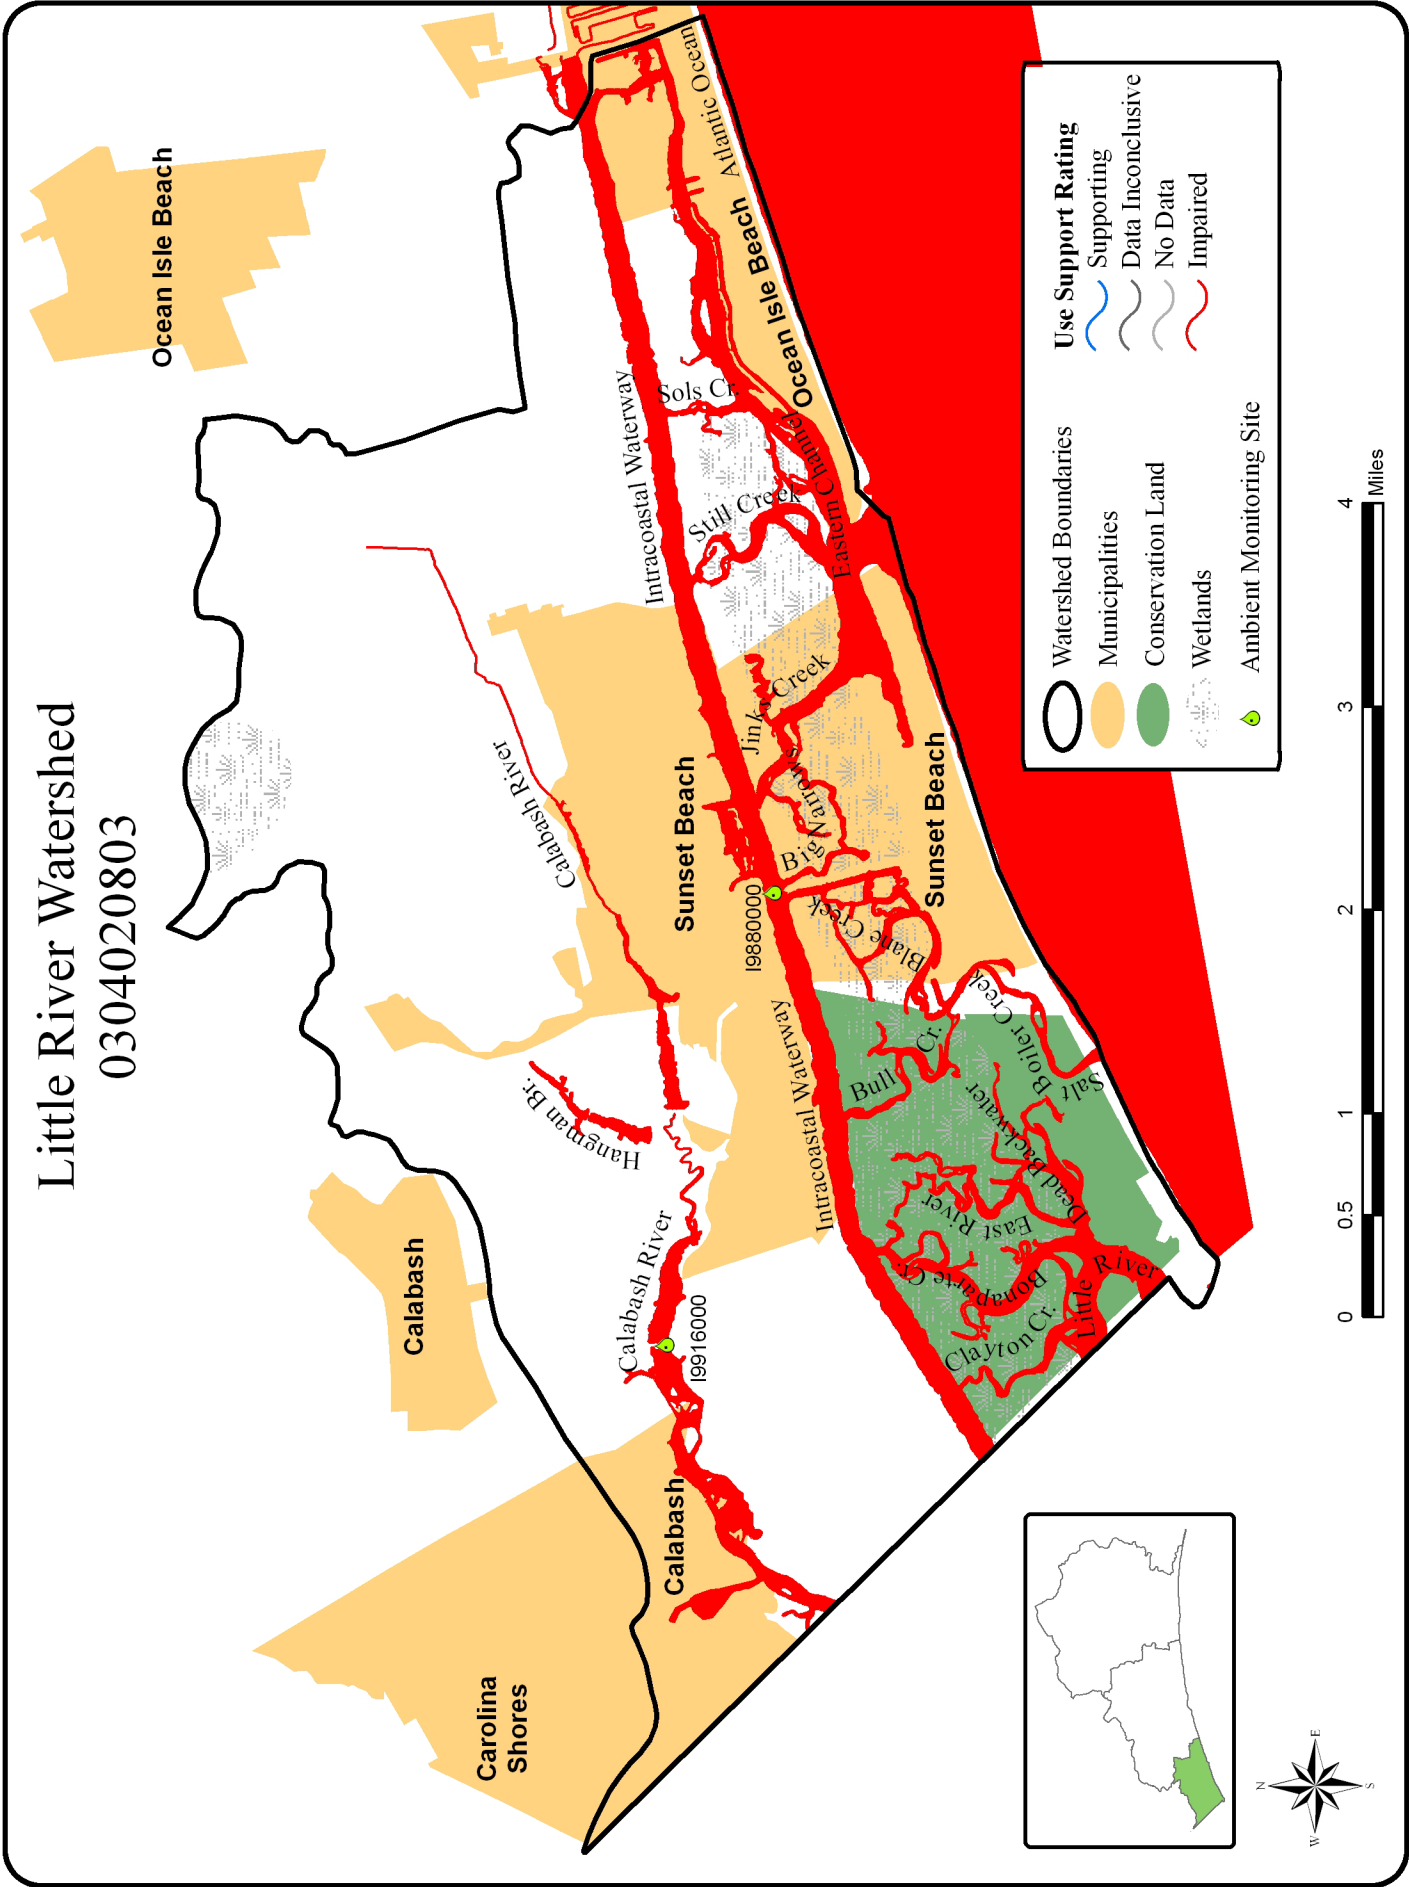 Little River Watershed
0304020803
Ocean Isle Beach
Calabash
Carolina
Shores
Calabash River
Hangman Br.
Sunset Beach
Calabash River
I9916000
Calabash
Intracoastal Waterway
Intracoastal Waterway
I9880000
Sols Cr.
Still Creek
Eastern Channel
Ocean Isle Beach
Atlantic Ocean
Jinks Creek
Big Narrows
Blane Creek
Sunset Beach
Bull Cr.
Salt Boiler Creek
Dead Backwater
East River
Bonaparte Cr.
Clayton Cr.
Little River
Watershed Boundaries
Municipalities
Conservation Land
Wetlands
Ambient Monitoring Site
Use Support Rating
Supporting
Data Inconclusive
No Data
Impaired
N
W
E
S
0 0.5 1 2 3 4
Miles